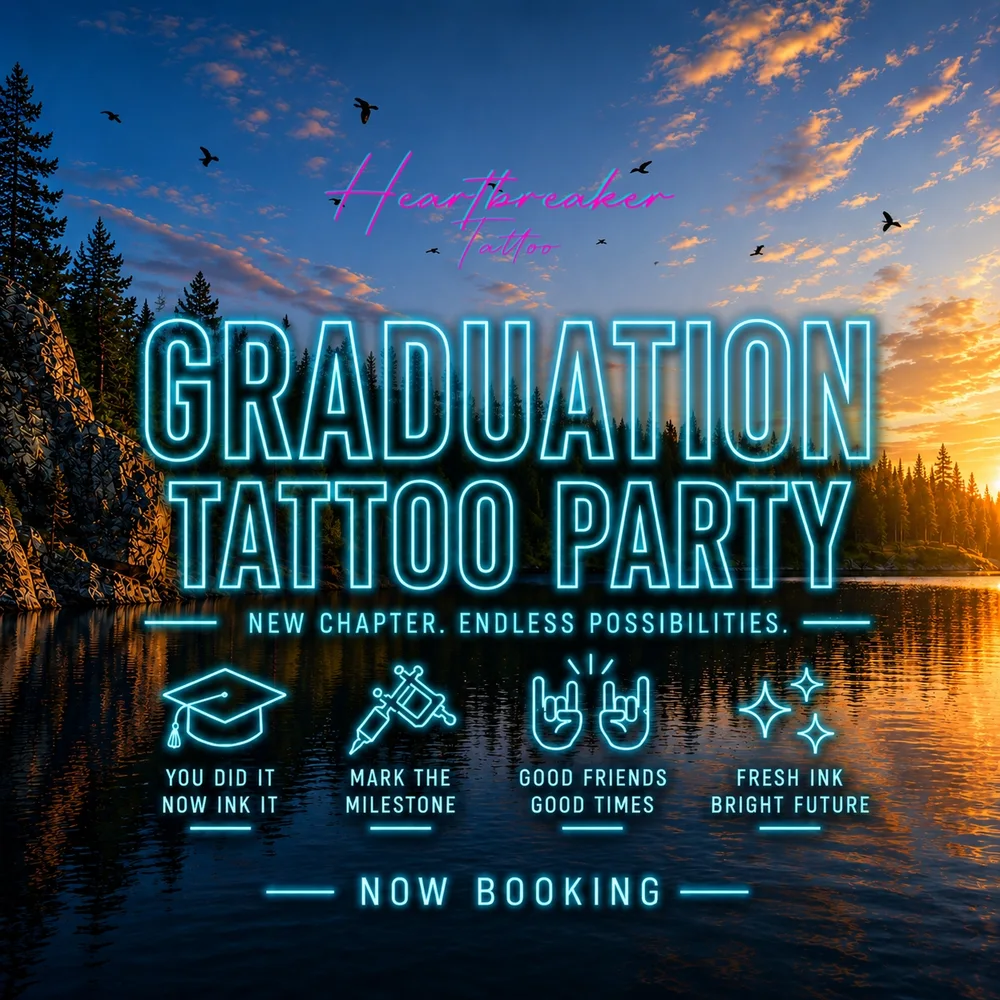 Heartbreaker
Tattoo
GRADUATION
TATTOO PARTY
NEW CHAPTER. ENDLESS POSSIBILITIES.
YOU DID IT
NOW INK IT
MARK THE
MILESTONE
GOOD FRIENDS
GOOD TIMES
FRESH INK
BRIGHT FUTURE
NOW BOOKING